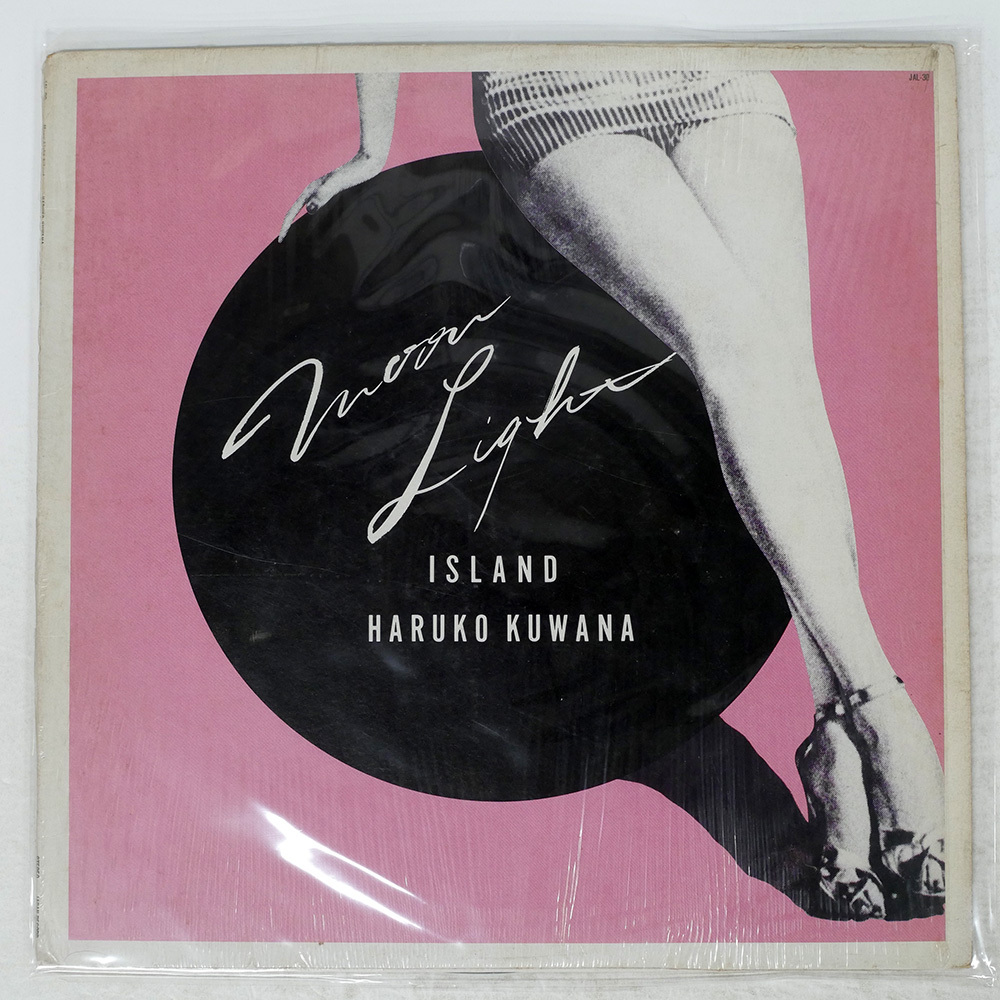 JAL-30
Moon
Light
ISLAND
HARUKO KUWANA